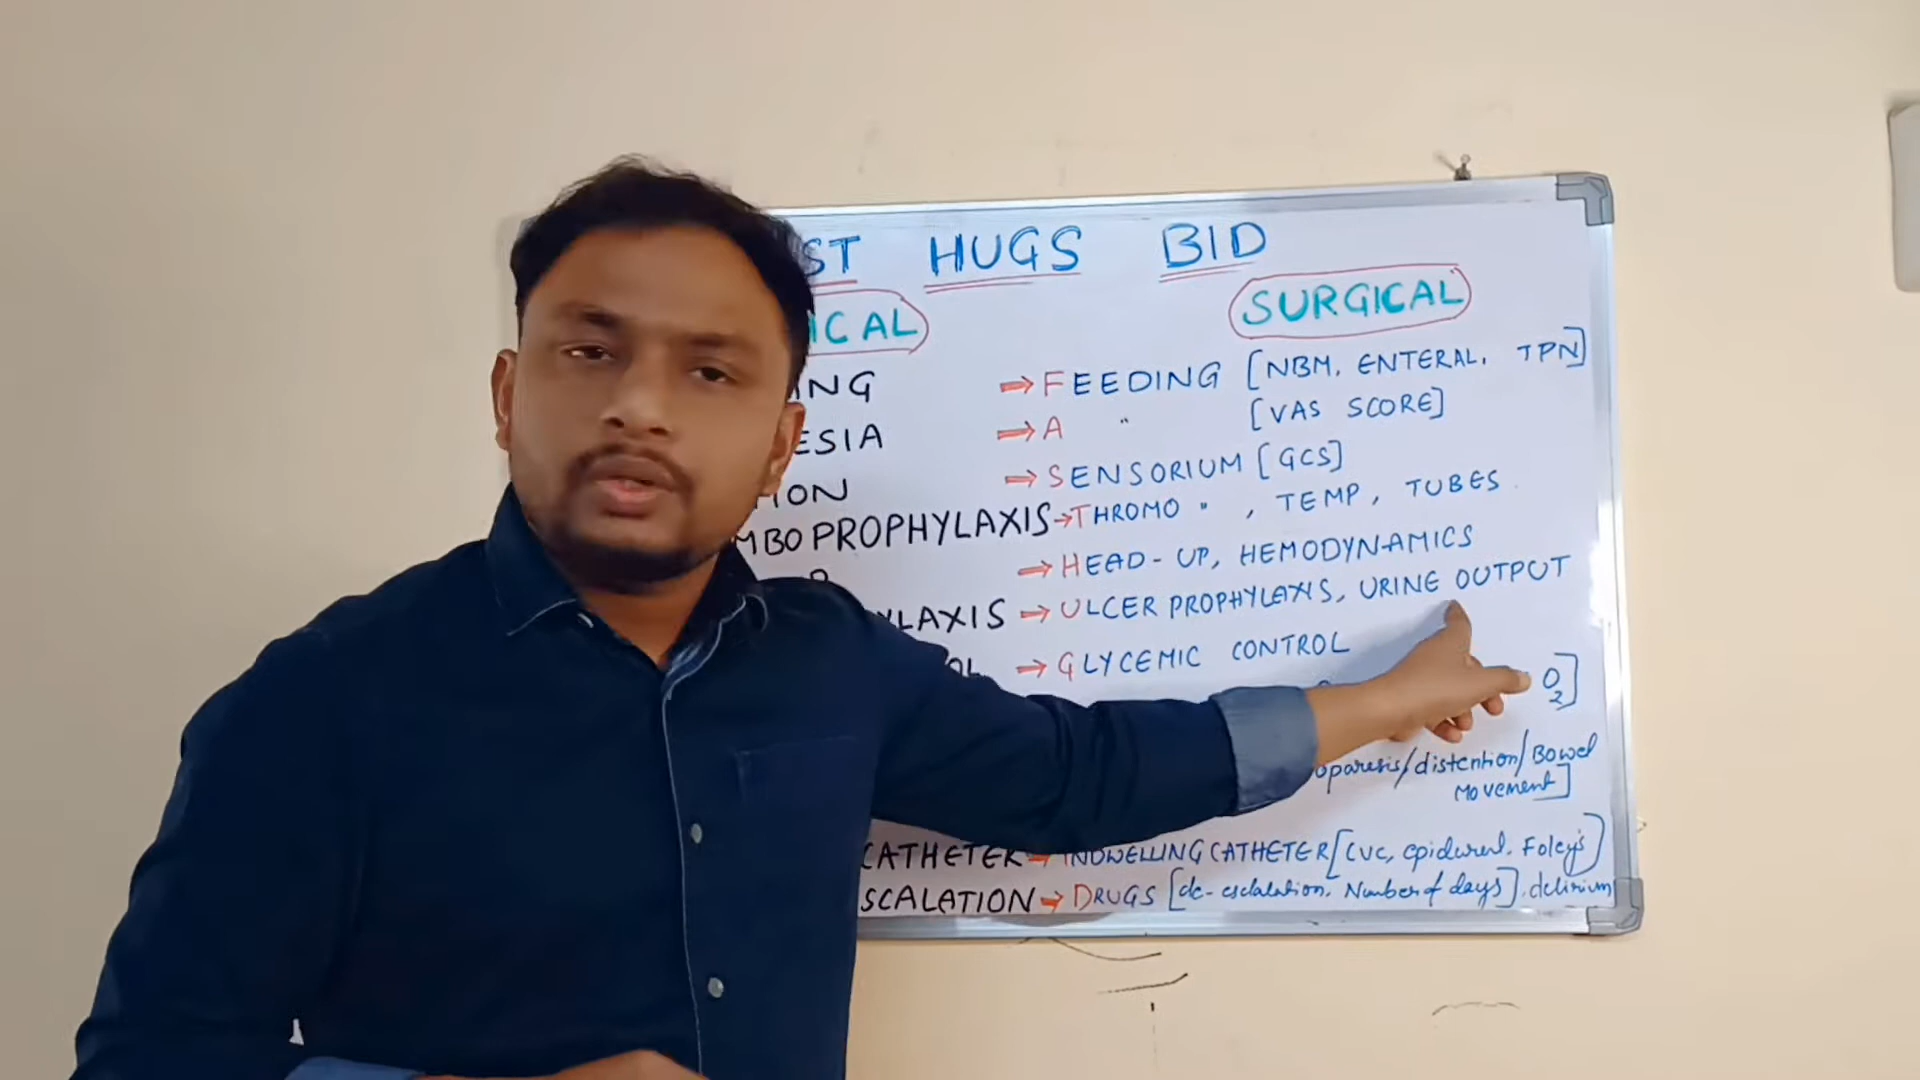 ST HUGS BID
ICAL SURGICAL
ING → FEEDING [NBM, ENTERAL, TPN]
ESIA → A " [VAS SCORE]
ION → SENSORIUM [GCS]
MBO PROPHYLAXIS → THROMO " , TEMP, TUBES
→ HEAD-UP, HEMODYNAMICS
YLAXIS → ULCER PROPHYLAXIS, URINE OUTPUT
OL → GLYCEMIC CONTROL
O2]
oparesis/distention/Bowel
Movement]
CATHETER → INDWELLING CATHETER [CVC, epidural, Foley's)
SCALATION → DRUGS [de-escalation, Number of days], delirium